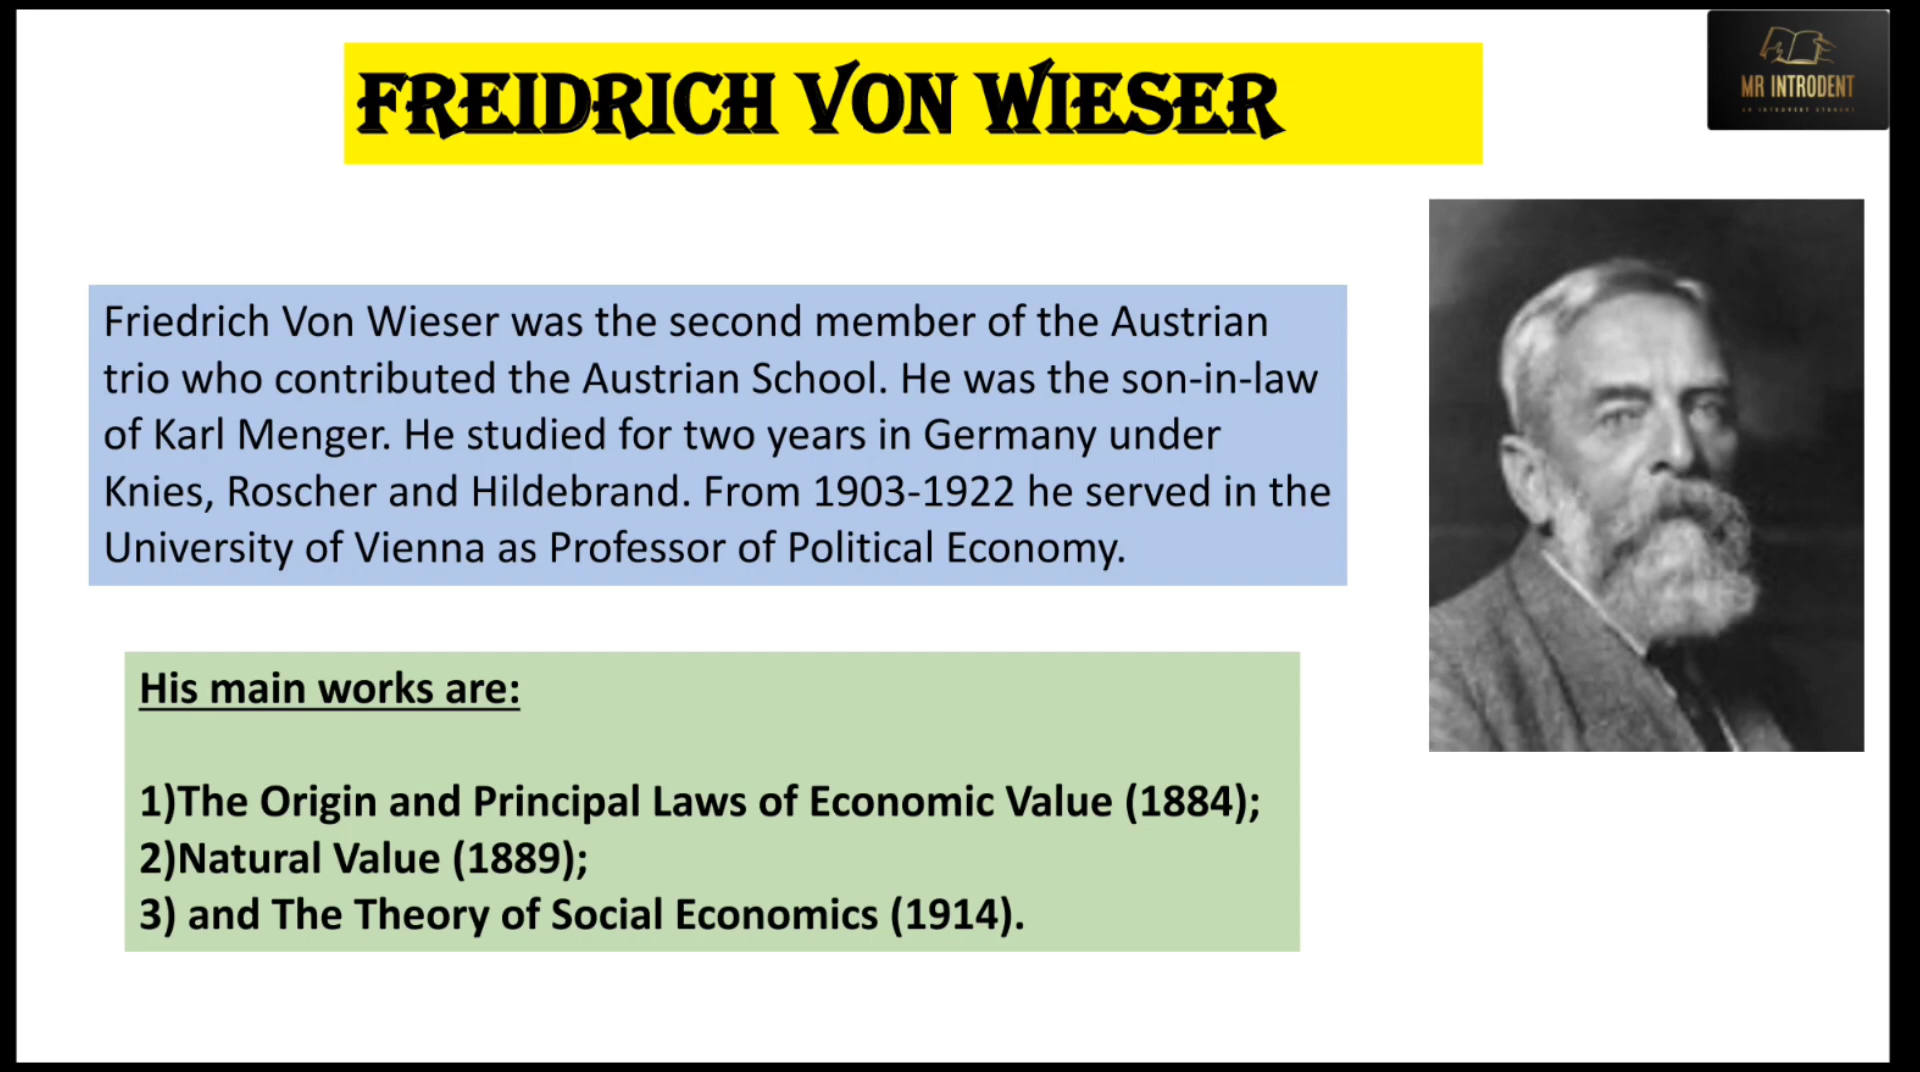 FREIDRICH VON WIESER
MR INTRODENT
AN INTROVERT STUDENT
Friedrich Von Wieser was the second member of the Austrian
trio who contributed the Austrian School. He was the son-in-law
of Karl Menger. He studied for two years in Germany under
Knies, Roscher and Hildebrand. From 1903-1922 he served in the
University of Vienna as Professor of Political Economy.
His main works are:
1)The Origin and Principal Laws of Economic Value (1884);
2)Natural Value (1889);
3) and The Theory of Social Economics (1914).